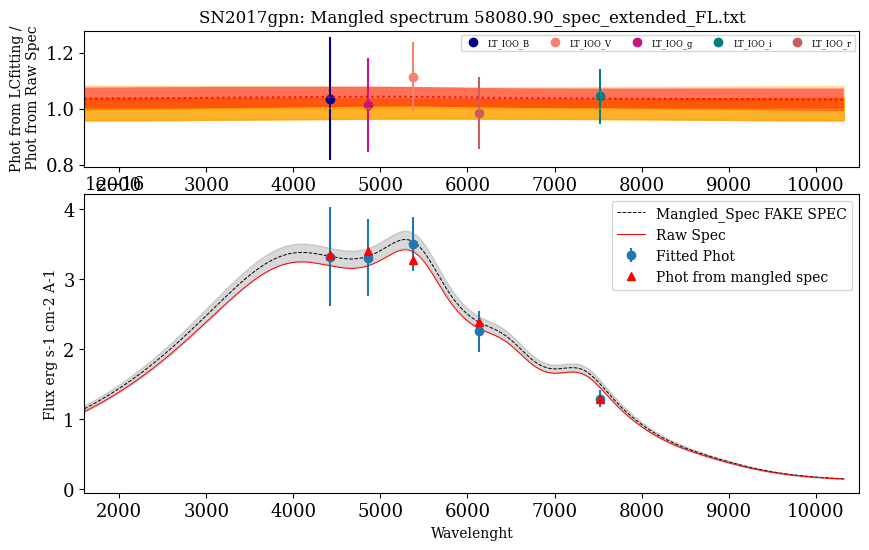 SN2017gpn: Mangled spectrum 58080.90_spec_extended_FL.txt
Phot from LCfitting /
Phot from Raw Spec
1.2
1.0
0.8
LT_IOO_B LT_IOO_V LT_IOO_g LT_IOO_i LT_IOO_r
2000 3000 4000 5000 6000 7000 8000 9000 10000
1e−16
Flux erg s-1 cm-2 A-1
4
3
2
1
0
Mangled_Spec FAKE SPEC
Raw Spec
Fitted Phot
Phot from mangled spec
2000 3000 4000 5000 6000 7000 8000 9000 10000
Wavelenght